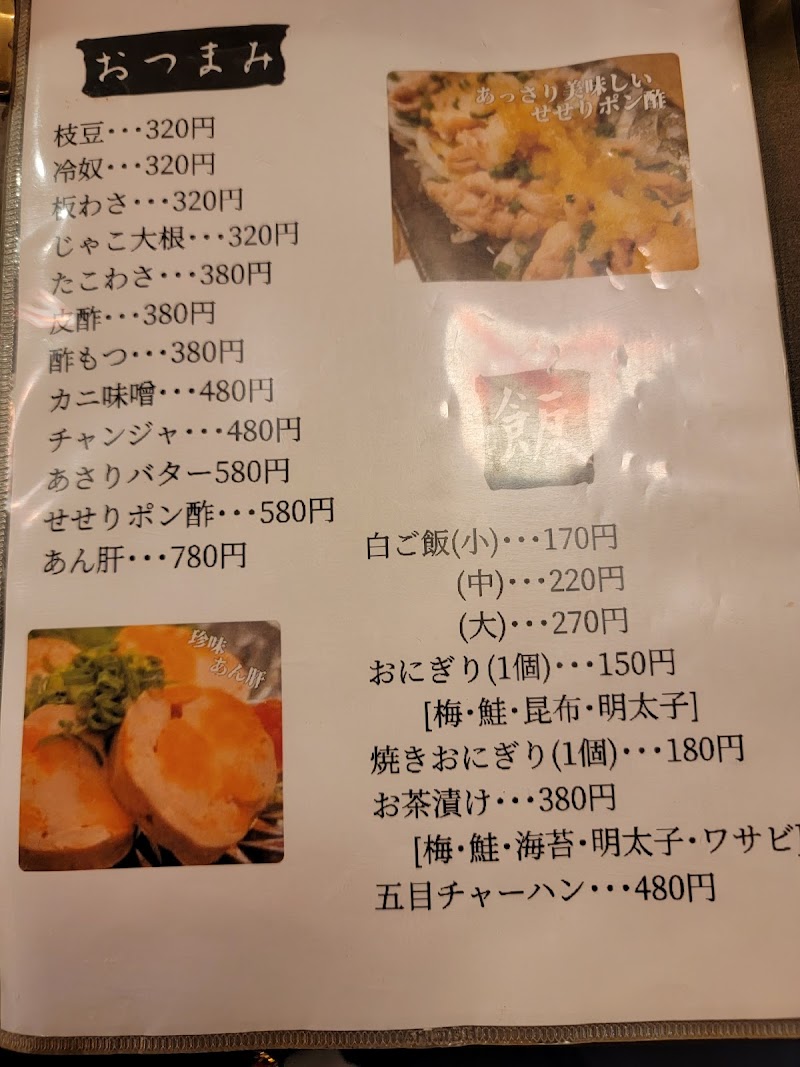 おつまみ
枝豆･･･320円
冷奴･･･320円
板わさ･･･320円
じゃこ大根･･･320円
たこわさ･･･380円
皮酢･･･380円
酢もつ･･･380円
カニ味噌･･･480円
チャンジャ･･･480円
あさりバター580円
せせりポン酢･･･580円
あん肝･･･780円
珍味
あん肝
あっさり美味しい
せせりポン酢
飯
白ご飯(小)･･･170円
(中)･･･220円
(大)･･･270円
おにぎり(1個)･･･150円
[梅･鮭･昆布･明太子]
焼きおにぎり(1個)･･･180円
お茶漬け･･･380円
[梅･鮭･海苔･明太子･ワサビ]
五目チャーハン･･･480円